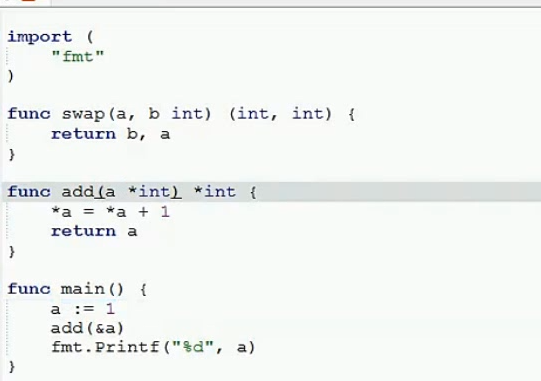 import (
    "fmt"
)
func swap(a, b int) (int, int) {
    return b, a
}
func add(a *int) *int {
    *a = *a + 1
    return a
}
func main() {
    a := 1
    add(&a)
    fmt.Printf("%d", a)
}